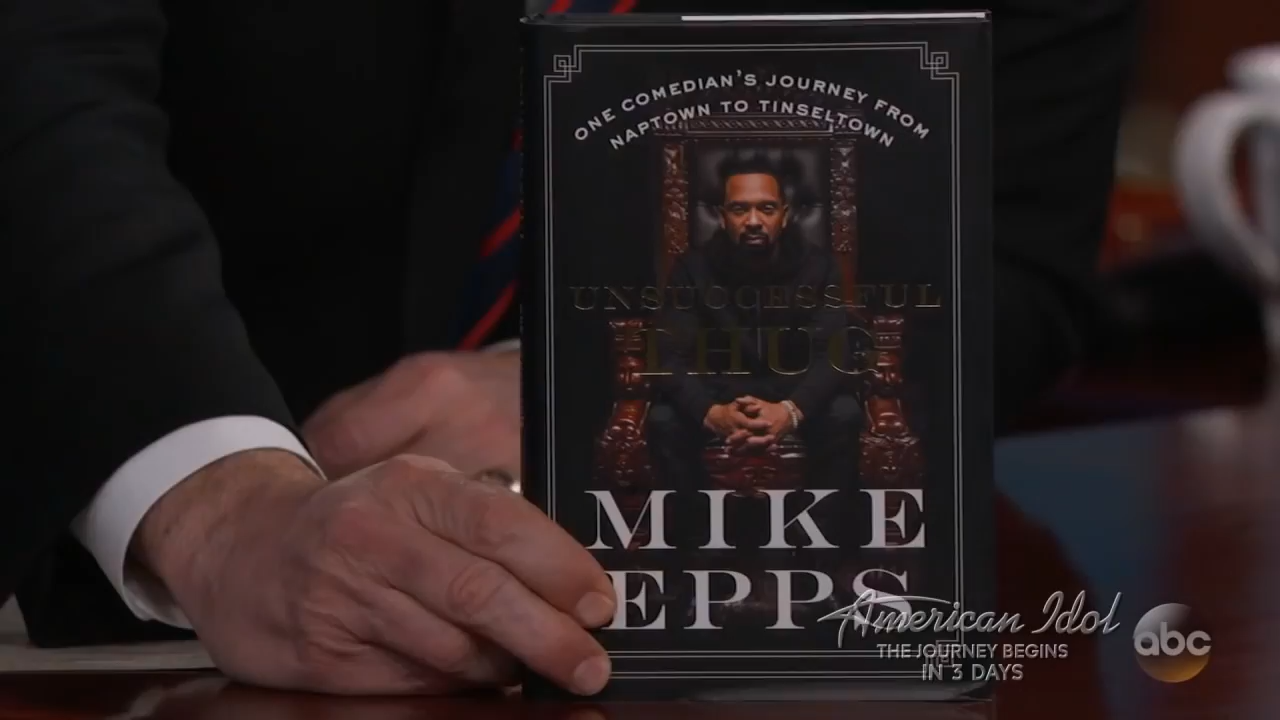 ONE COMEDIAN'S JOURNEY FROM
NAPTOWN TO TINSELTOWN
UNSUCCESSFUL
THUG
MIKE
EPPS
American Idol
THE JOURNEY BEGINS
IN 3 DAYS
abc